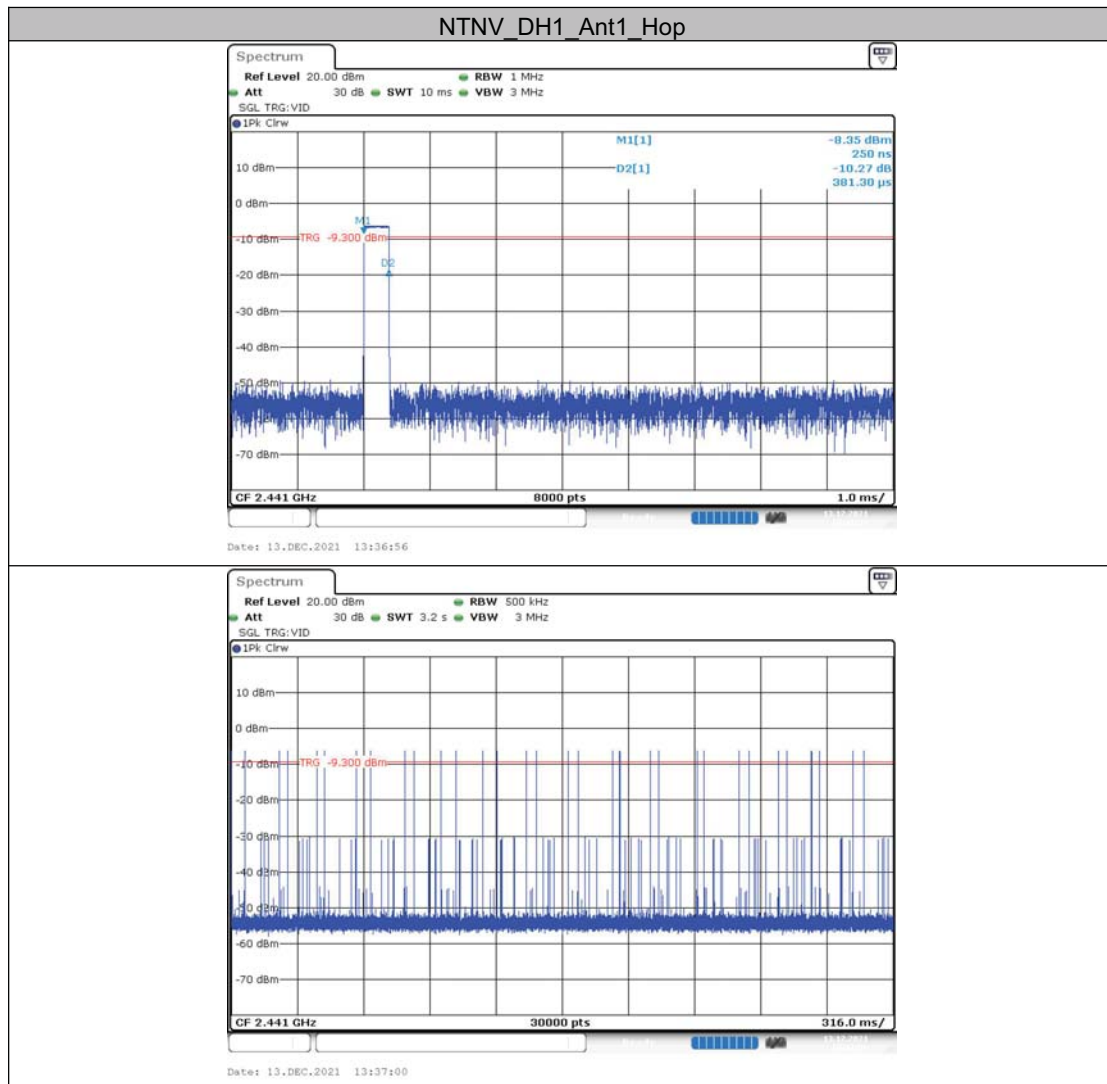 NTNV_DH1_Ant1_Hop
Spectrum
Ref Level 20.00 dBm RBW 1 MHz
Att 30 dB SWT 10 ms VBW 3 MHz
SGL TRG:VID
1Pk Clrw
M1[1] -8.35 dBm
250 ns
D2[1] -10.27 dB
381.30 µs
10 dBm
0 dBm
M1
-10 dBm TRG -9.300 dBm
D2
-20 dBm
-30 dBm
-40 dBm
-50 dBm
-70 dBm
CF 2.441 GHz 8000 pts 1.0 ms/
Date: 13.DEC.2021 13:36:56
Spectrum
Ref Level 20.00 dBm RBW 500 kHz
Att 30 dB SWT 3.2 s VBW 3 MHz
SGL TRG:VID
1Pk Clrw
10 dBm
0 dBm
-10 dBm TRG -9.300 dBm
-20 dBm
-30 dBm
-40 dBm
-50 dBm
-60 dBm
-70 dBm
CF 2.441 GHz 30000 pts 316.0 ms/
Date: 13.DEC.2021 13:37:00